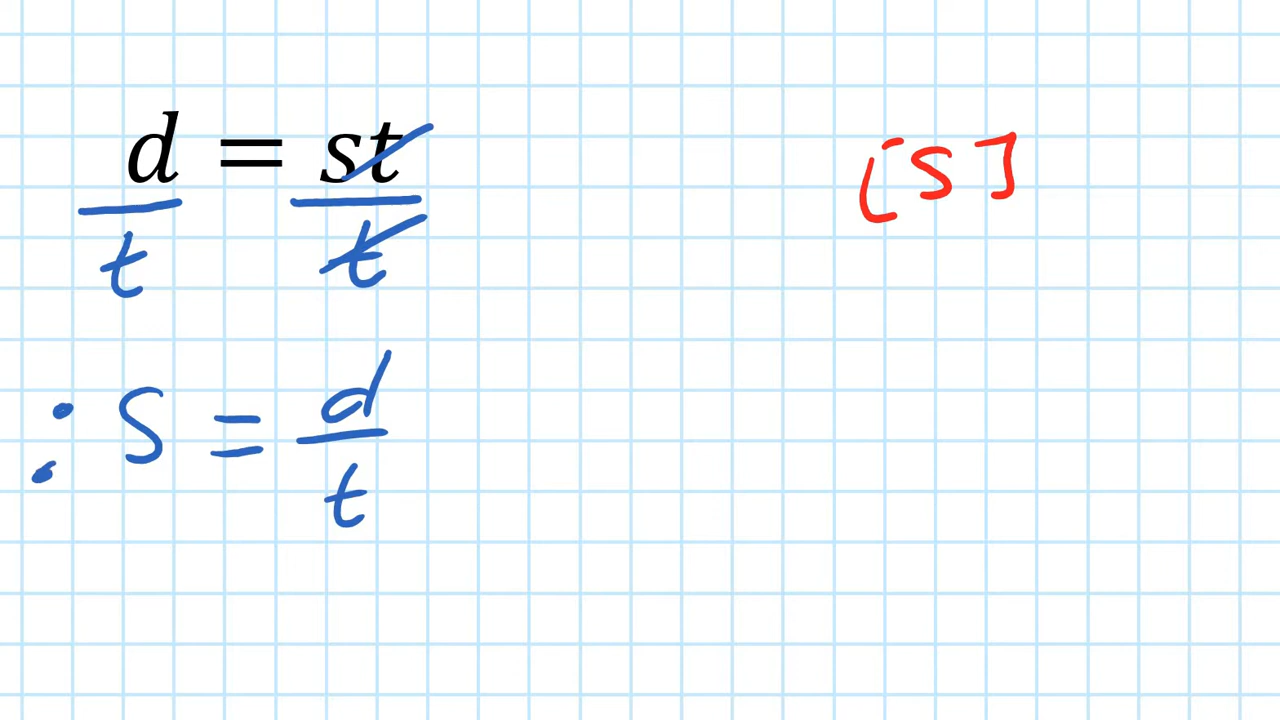 d = st [s]
t t
: s = d
t